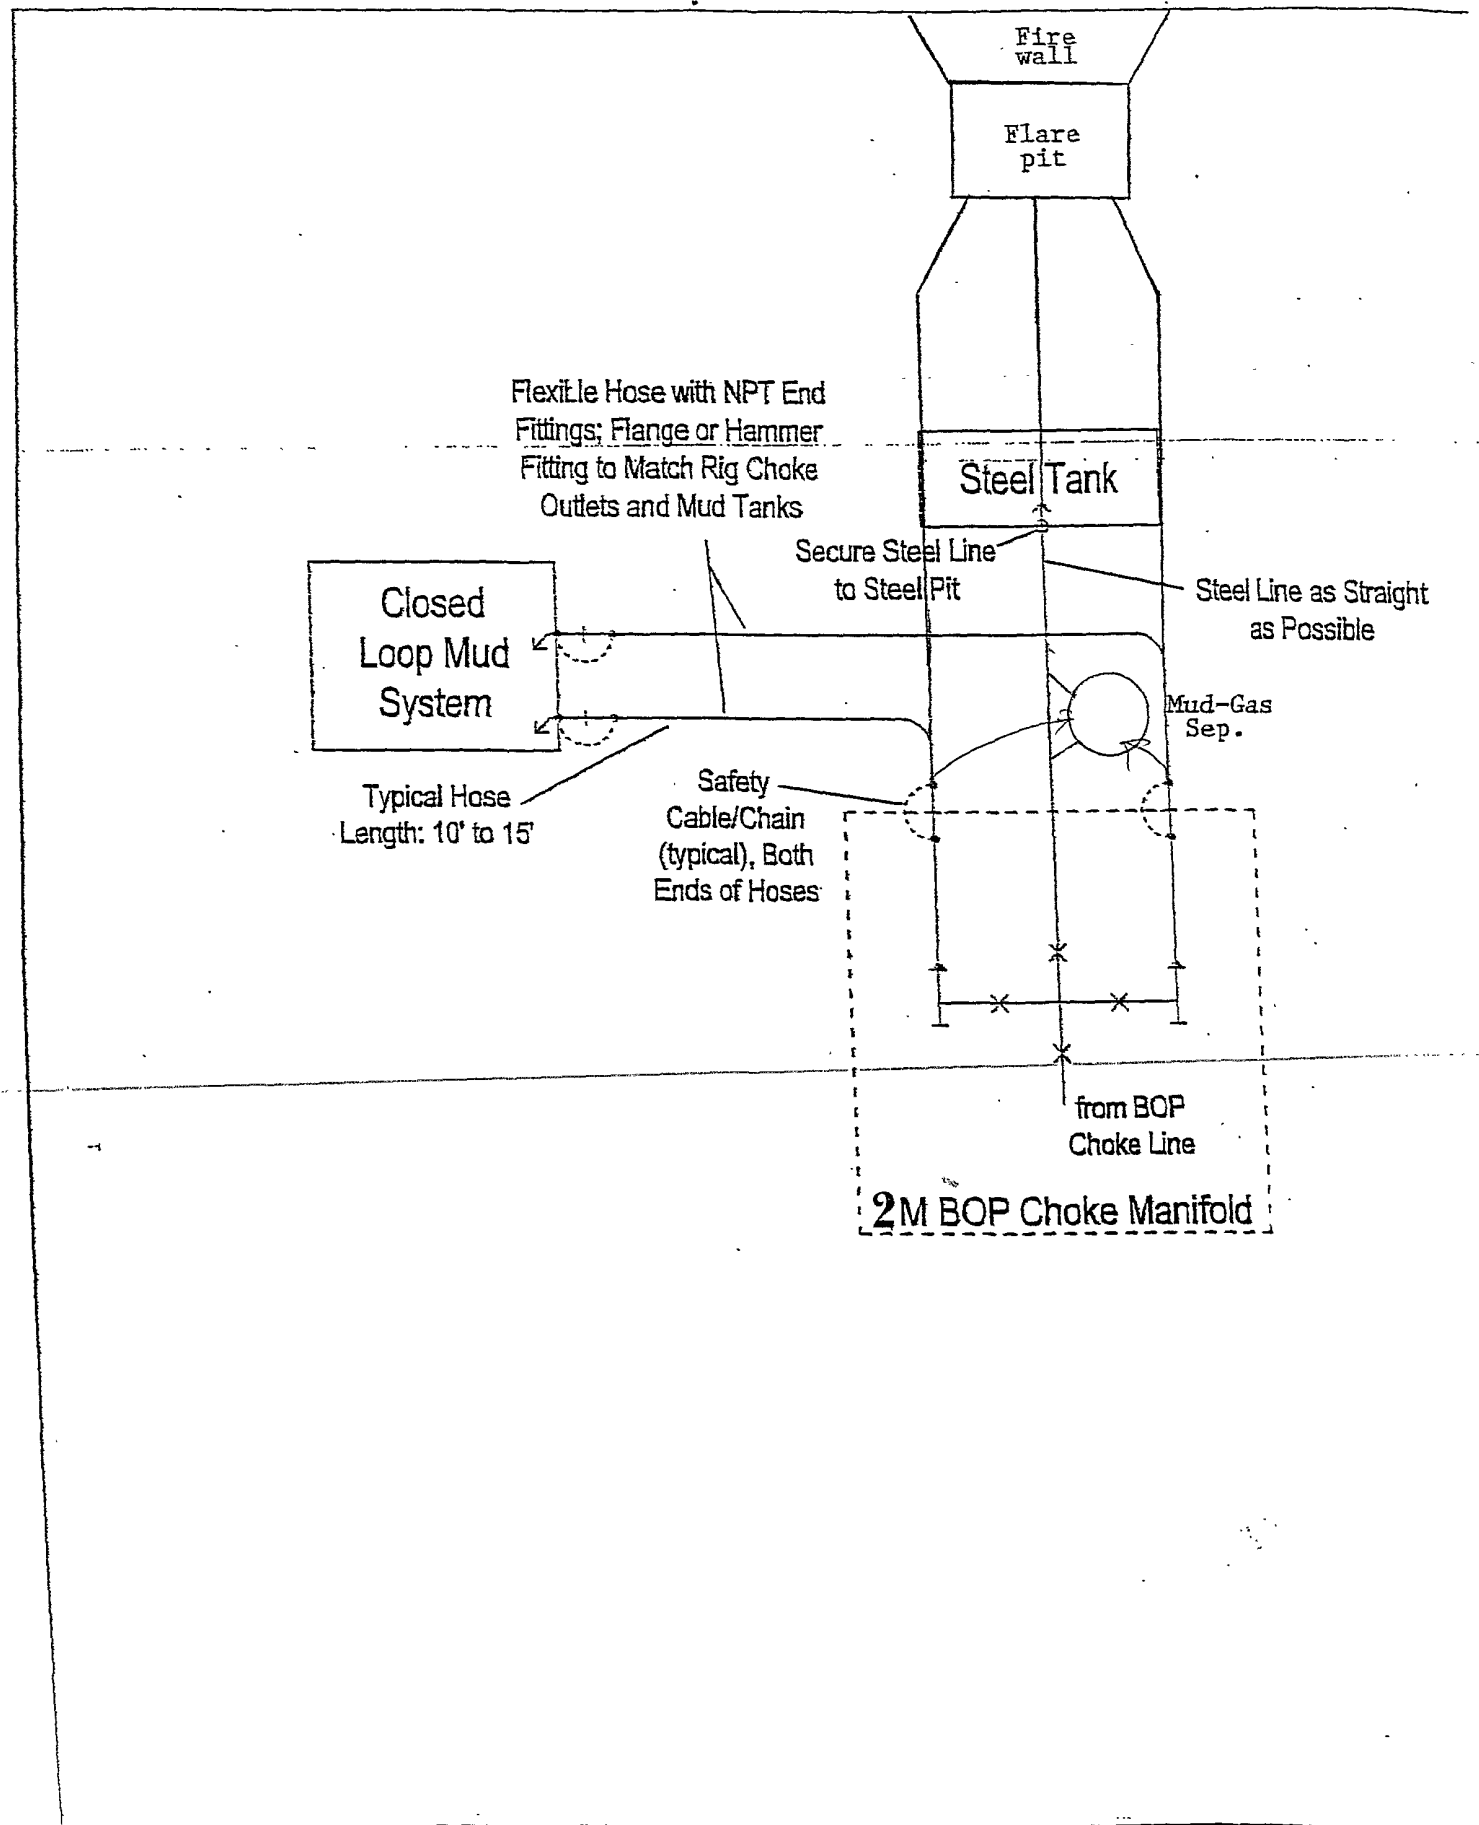 Fire
wall
Flare
pit
Flexible Hose with NPT End
Fittings; Flange or Hammer
Fitting to Match Rig Choke
Outlets and Mud Tanks
Steel Tank
Secure Steel Line
to Steel Pit
Steel Line as Straight
as Possible
Closed
Loop Mud
System
Mud-Gas
Sep.
Typical Hose
Length: 10' to 15'
Safety
Cable/Chain
(typical), Both
Ends of Hoses
from BOP
Choke Line
2M BOP Choke Manifold